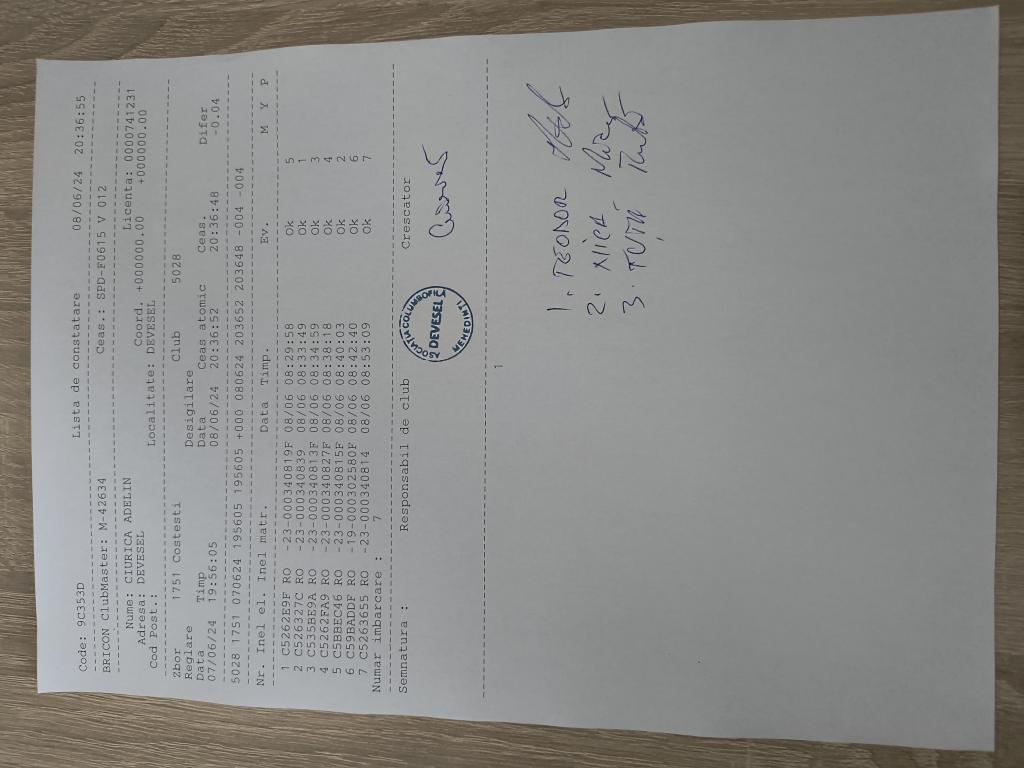 Code: 9C353D Lista de constatare 08/06/24 20:36:55
BRICON ClubMaster: M-42634 Ceas.: SPD-F0615 V 012
Nume: CIURICA ADELIN Licenta: 0000741231
Adresa: DEVESEL Coord. +000000.00 +000000.00
Cod Post.: Localitate: DEVESEL
Zbor 1751 Costesti Club 5028
Reglare Desigilare
Data Timp Data Ceas atomic Ceas. Difer
07/06/24 19:56:05 08/06/24 20:36:52 20:36:48 -0.04
5028 1751 070624 195605 195605 +000 080624 203652 203648 -004 -004
Nr. Inel el. Inel matr. Data Timp. Ev. M Y P
1 C5262E9F RO -23-000340819F 08/06 08:29:58 Ok 5
2 C526327C RO -23-000340839 08/06 08:33:49 Ok 1
3 C535BE9A RO -23-000340813F 08/06 08:34:59 Ok 3
4 C5262FA9 RO -23-000340827F 08/06 08:38:18 Ok 4
5 C55BEC46 RO -23-000340815F 08/06 08:40:03 Ok 2
6 C59BADDF RO -19-000302580F 08/06 08:42:40 Ok 6
7 C52630E5 RO -23-000340814 08/06 08:53:09 Ok 7
Numar imbarcare : 7
Semnatura : Responsabil de club Crescator
ASOCIATIA COLUMBOFILA
DEVESEL
MEHEDINTI
1
1. TEODOR
2.
3. TUTĂ